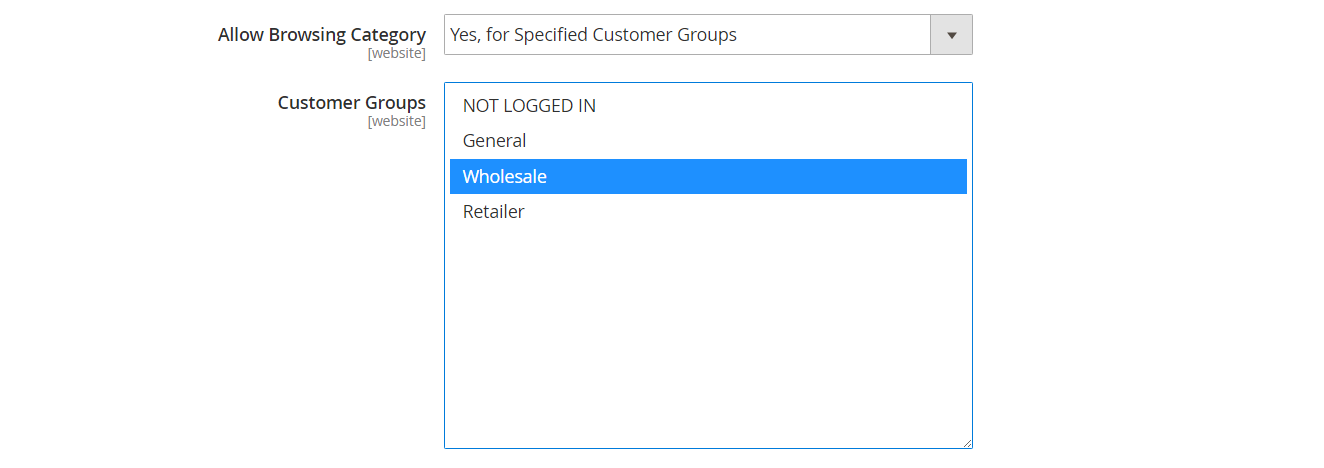 Allow Browsing Category
[website]
Yes, for Specified Customer Groups
Customer Groups
[website]
NOT LOGGED IN
General
Wholesale
Retailer